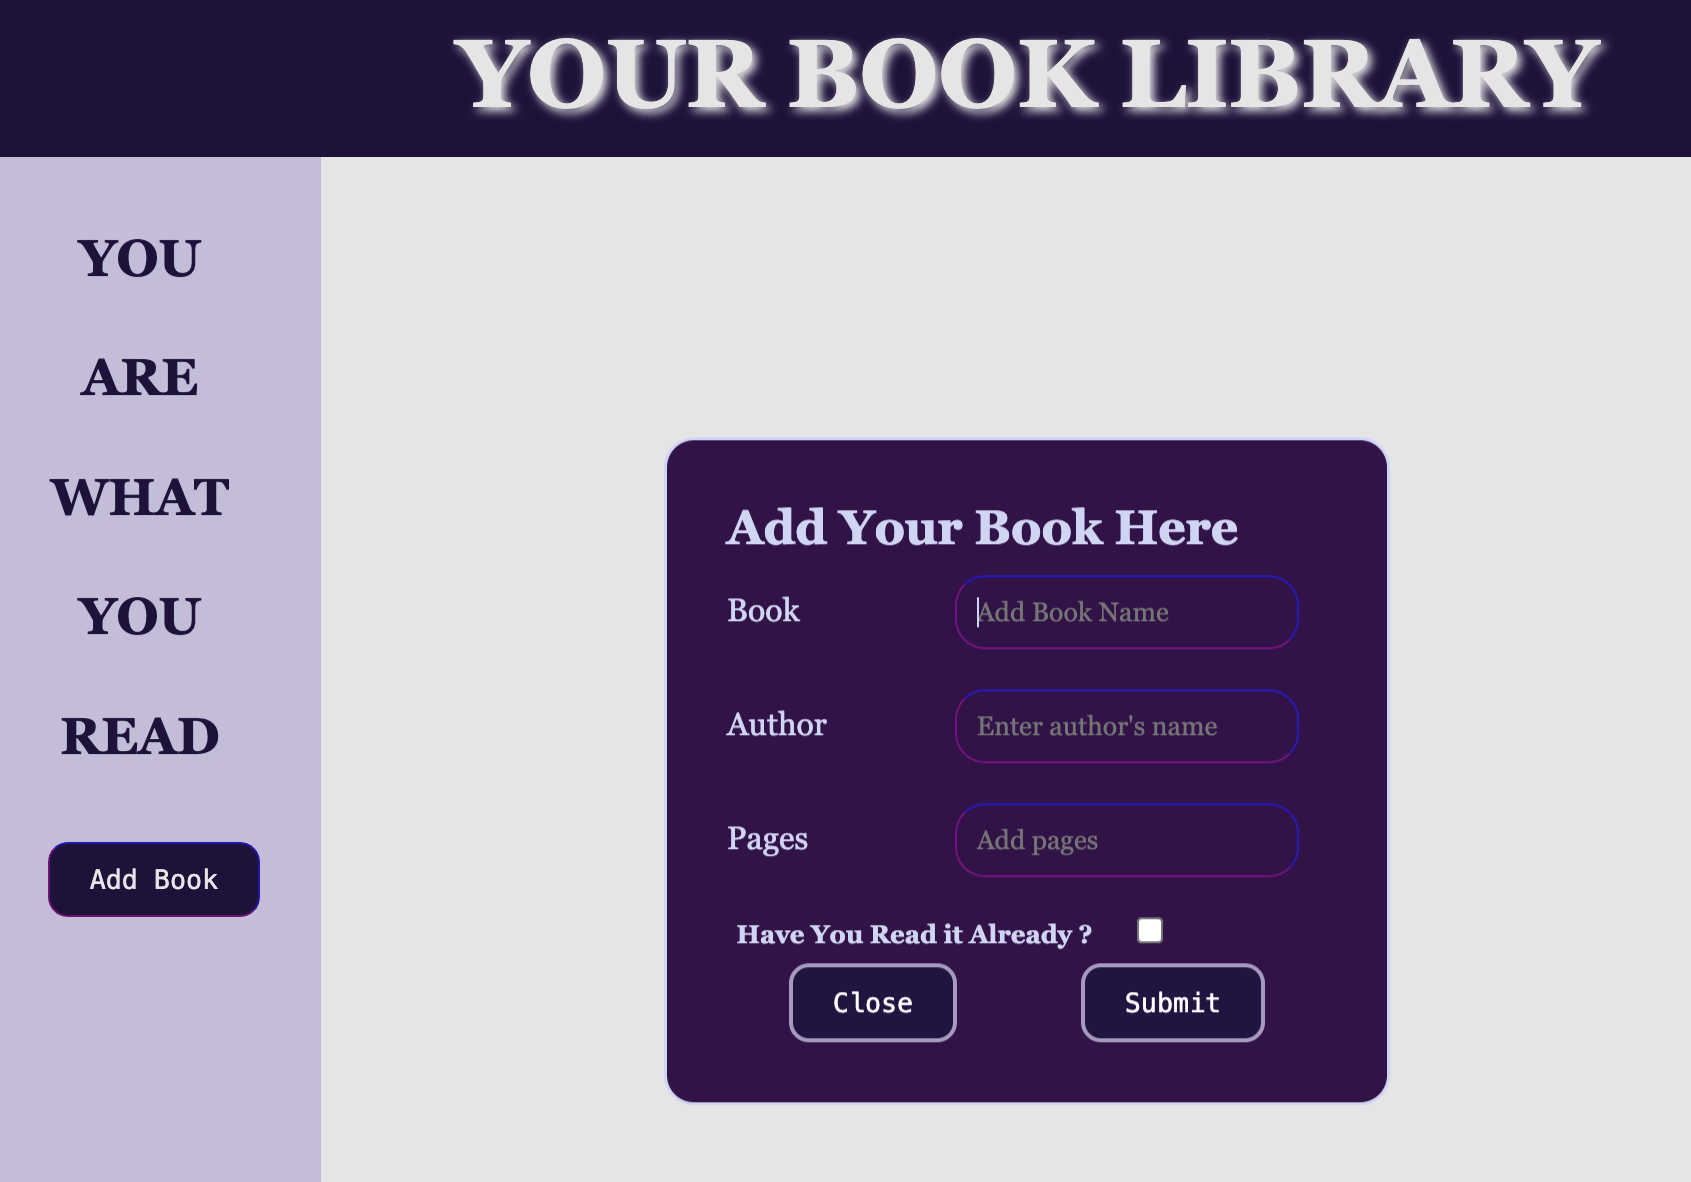 YOUR BOOK LIBRARY
YOU
ARE
WHAT
YOU
READ
Add Book
Add Your Book Here
Book Add Book Name
Author Enter author's name
Pages Add pages
Have You Read it Already ?
Close Submit